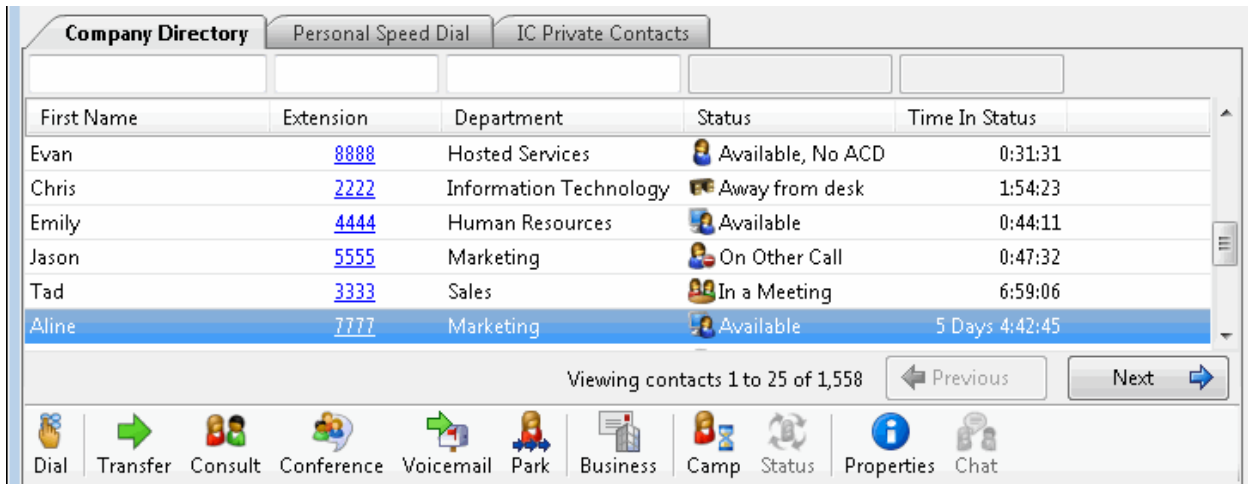 Company Directory Personal Speed Dial IC Private Contacts
First Name Extension Department Status Time In Status
Evan 8888 Hosted Services Available, No ACD 0:31:31
Chris 2222 Information Technology Away from desk 1:54:23
Emily 4444 Human Resources Available 0:44:11
Jason 5555 Marketing On Other Call 0:47:32
Tad 3333 Sales In a Meeting 6:59:06
Aline 7777 Marketing Available 5 Days 4:42:45
Viewing contacts 1 to 25 of 1,558 Previous Next
Dial Transfer Consult Conference Voicemail Park Business Camp Status Properties Chat